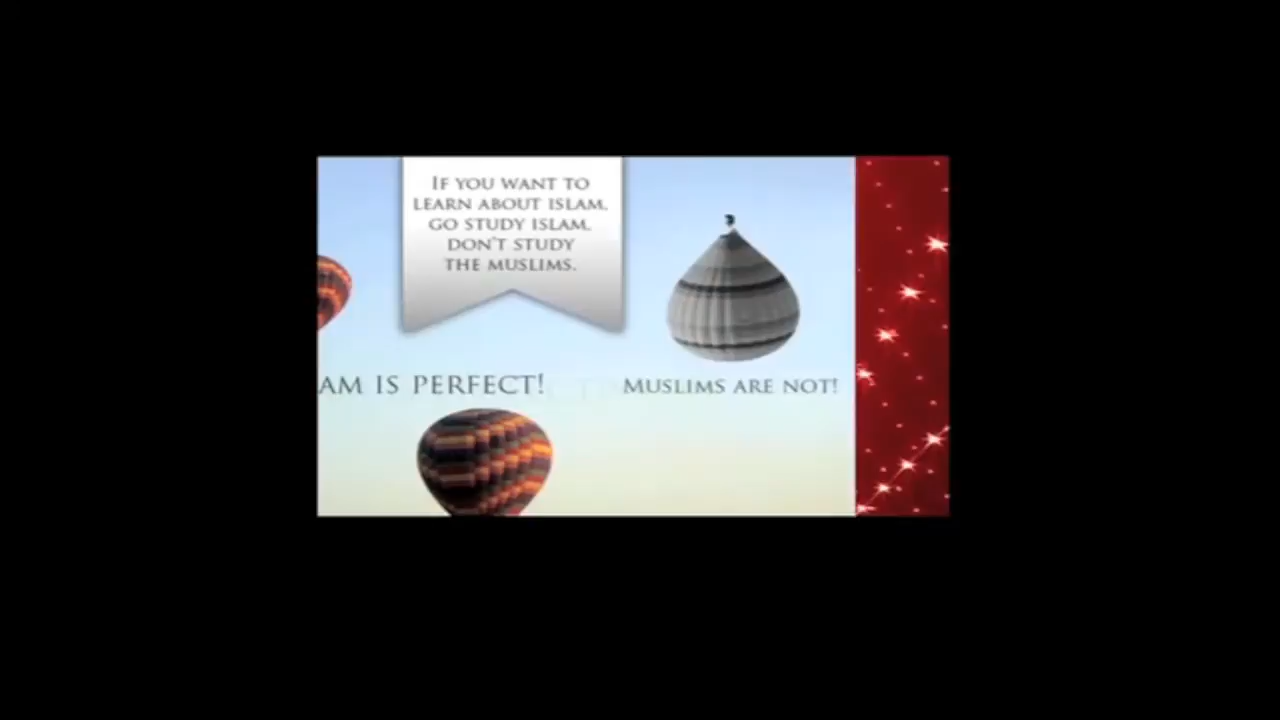 IF YOU WANT TO
LEARN ABOUT ISLAM,
GO STUDY ISLAM,
DON'T STUDY
THE MUSLIMS.
AM IS PERFECT!
MUSLIMS ARE NOT!